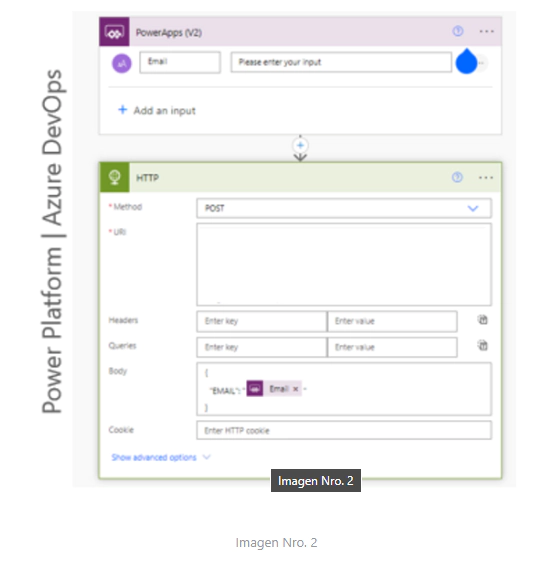 Power Platform | Azure DevOps
PowerApps (V2)
Email
Please enter your input
+ Add an input
HTTP
* Method
POST
* URI
Headers
Enter key
Enter value
Queries
Enter key
Enter value
Body
{
"EMAIL": " Email × "
}
Cookie
Enter HTTP cookie
Show advanced options
Imagen Nro. 2
Imagen Nro. 2